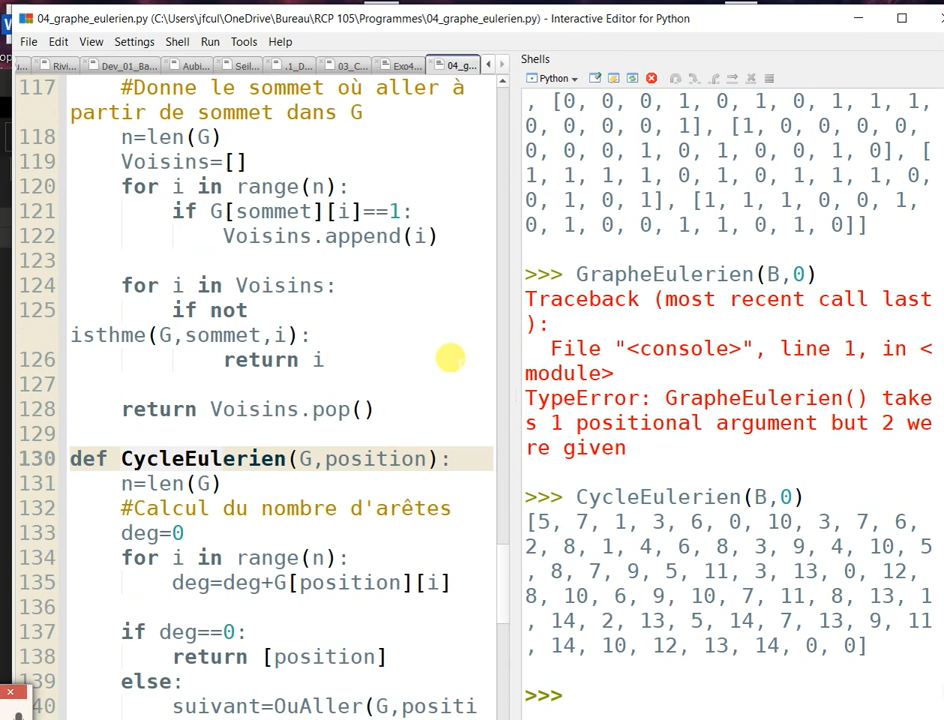 04_graphe_eulerien.py (C:\Users\jfcul\OneDrive\Bureau\RCP 105\Programmes\04_graphe_eulerien.py) - Interactive Editor for Python
File Edit View Settings Shell Run Tools Help
Rivi... Dev_01_Ba... Aubi... Seil... .1_D... 03_C... Exo4... 04_g...
117 #Donne le sommet où aller à
partir de sommet dans G
118 n=len(G)
119 Voisins=[]
120 for i in range(n):
121 if G[sommet][i]==1:
122 Voisins.append(i)
123
124 for i in Voisins:
125 if not
isthme(G,sommet,i):
126 return i
127
128 return Voisins.pop()
129
130 def CycleEulerien(G,position):
131 n=len(G)
132 #Calcul du nombre d'arêtes
133 deg=0
134 for i in range(n):
135 deg=deg+G[position][i]
136
137 if deg==0:
138 return [position]
139 else:
40 suivant=OuAller(G,positi
Shells
Python
, [0, 0, 0, 1, 0, 1, 0, 1, 1, 1,
0, 0, 0, 0, 1], [1, 0, 0, 0, 0,
0, 0, 0, 1, 0, 1, 0, 0, 1, 0], [
1, 1, 1, 1, 0, 1, 0, 1, 1, 1, 0,
0, 1, 0, 1], [1, 1, 1, 0, 0, 1,
0, 1, 0, 0, 1, 1, 0, 1, 0]]
>>> GrapheEulerien(B,0)
Traceback (most recent call last
):
File "<console>", line 1, in <
module>
TypeError: GrapheEulerien() take
s 1 positional argument but 2 we
re given
>>> CycleEulerien(B,0)
[5, 7, 1, 3, 6, 0, 10, 3, 7, 6,
2, 8, 1, 4, 6, 8, 3, 9, 4, 10, 5
, 8, 7, 9, 5, 11, 3, 13, 0, 12,
8, 10, 6, 9, 10, 7, 11, 8, 13, 1
, 14, 2, 13, 5, 14, 7, 13, 9, 11
, 14, 10, 12, 13, 14, 0, 0]
>>>